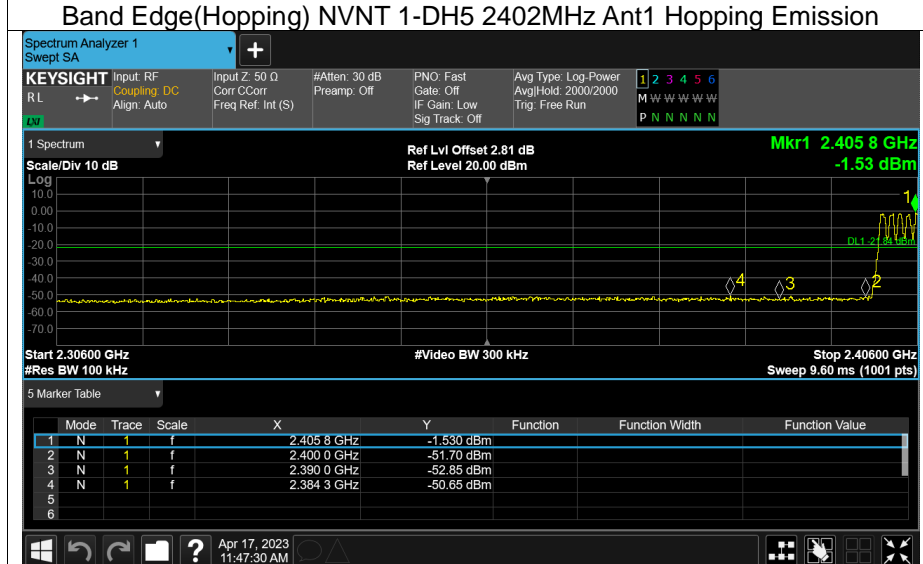 Band Edge(Hopping) NVNT 1-DH5 2402MHz Ant1 Hopping Emission
Spectrum Analyzer 1
Swept SA
KEYSIGHT Input: RF Input Z: 50 Ω #Atten: 30 dB PNO: Fast Avg Type: Log-Power 1 2 3 4 5 6
R L Coupling: DC Corr CCorr Preamp: Off Gate: Off Avg|Hold: 2000/2000 M W W W W W
Align: Auto Freq Ref: Int (S) IF Gain: Low Trig: Free Run
LXI Sig Track: Off P N N N N N
1 Spectrum Ref Lvl Offset 2.81 dB Mkr1 2.405 8 GHz
Scale/Div 10 dB Ref Level 20.00 dBm -1.53 dBm
Log
10.0
1
0.00
-10.0
-20.0 DL1 -21.84 dBm
-30.0
-40.0
4 3 2
-50.0
-60.0
-70.0
Start 2.30600 GHz #Video BW 300 kHz Stop 2.40600 GHz
#Res BW 100 kHz Sweep 9.60 ms (1001 pts)
5 Marker Table
Mode Trace Scale X Y Function Function Width Function Value
1 N 1 f 2.405 8 GHz -1.530 dBm
2 N 1 f 2.400 0 GHz -51.70 dBm
3 N 1 f 2.390 0 GHz -52.85 dBm
4 N 1 f 2.384 3 GHz -50.65 dBm
5
6
? Apr 17, 2023
11:47:30 AM